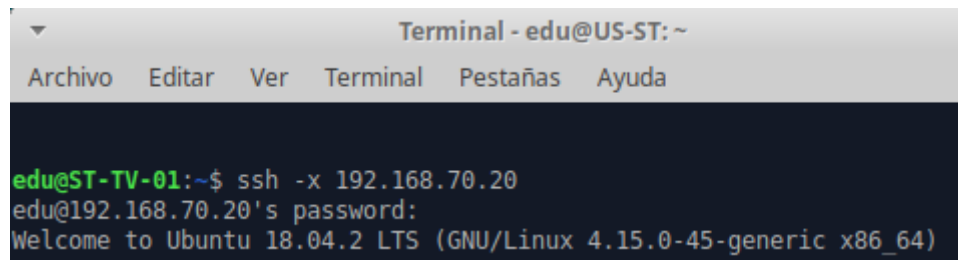 Terminal - edu@US-ST: ~
Archivo Editar Ver Terminal Pestañas Ayuda
edu@ST-TV-01:~$ ssh -x 192.168.70.20
edu@192.168.70.20's password:
Welcome to Ubuntu 18.04.2 LTS (GNU/Linux 4.15.0-45-generic x86_64)